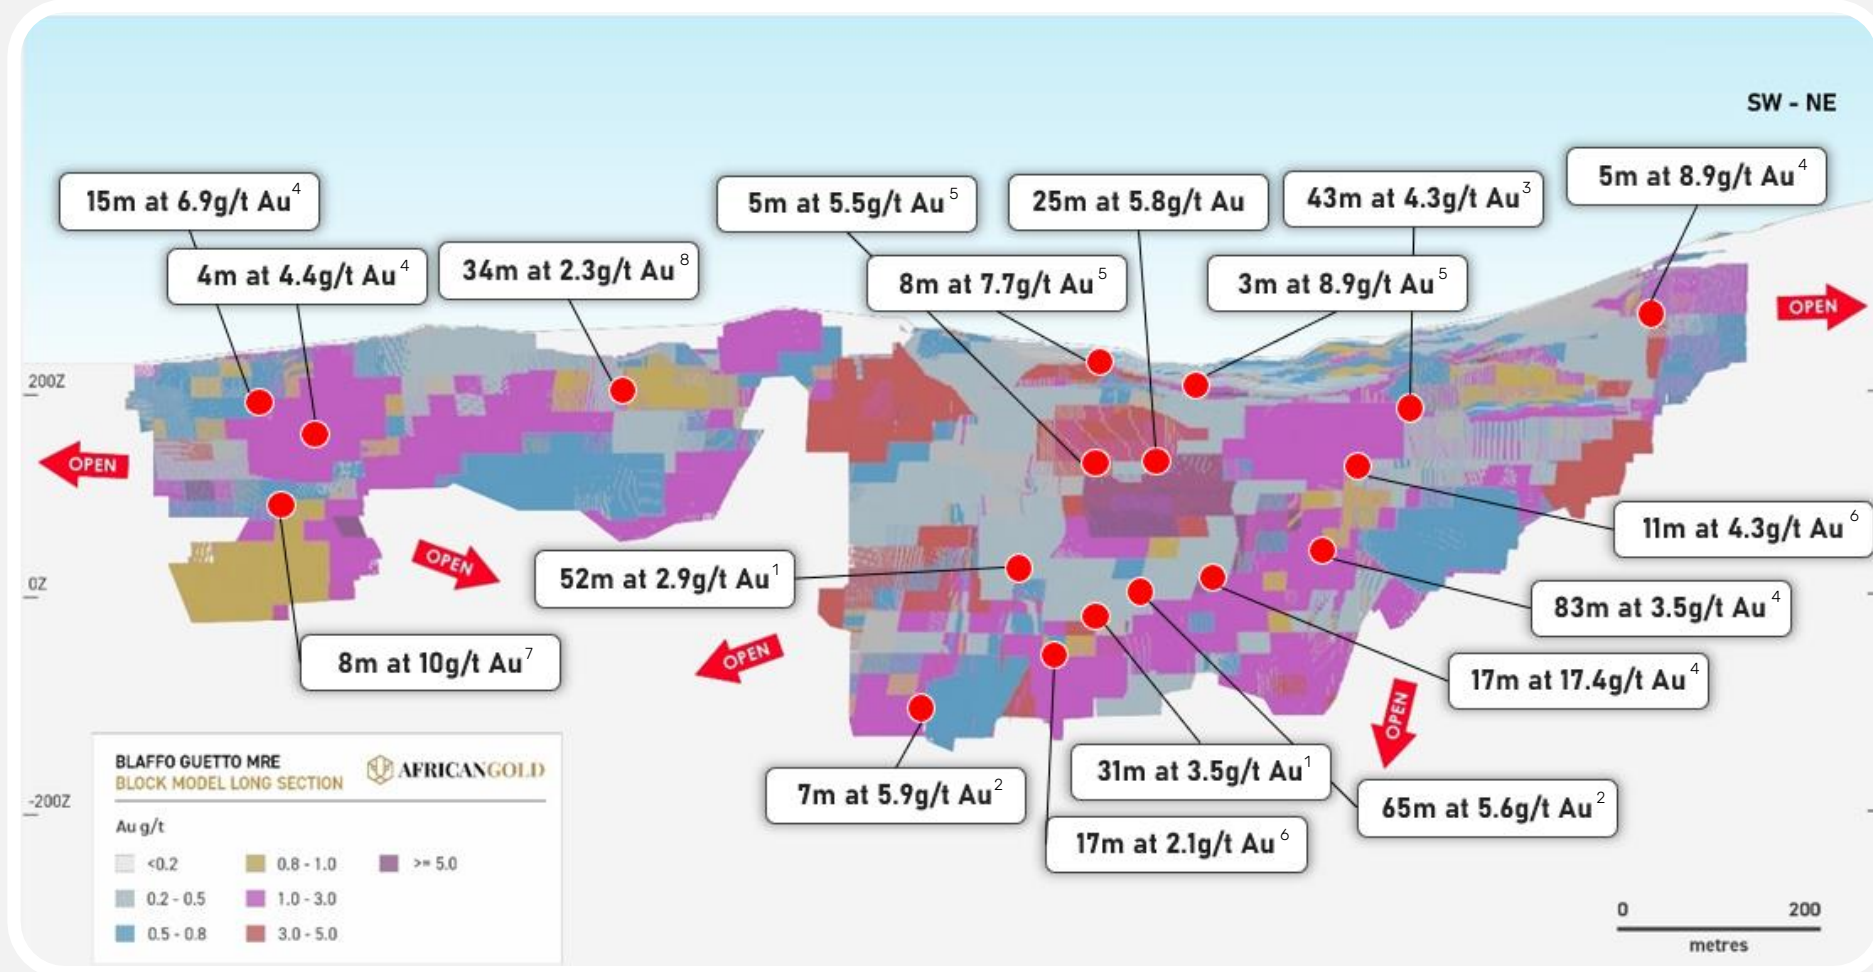 SW - NE
15m at 6.9g/t Au⁴
4m at 4.4g/t Au⁴
34m at 2.3g/t Au⁸
5m at 5.5g/t Au⁵
25m at 5.8g/t Au
43m at 4.3g/t Au³
5m at 8.9g/t Au⁴
8m at 7.7g/t Au⁵
3m at 8.9g/t Au⁵
OPEN
200Z
OPEN
11m at 4.3g/t Au⁶
OPEN
52m at 2.9g/t Au¹
0Z
83m at 3.5g/t Au⁴
8m at 10g/t Au⁷
OPEN
17m at 17.4g/t Au⁴
OPEN
31m at 3.5g/t Au¹
7m at 5.9g/t Au²
65m at 5.6g/t Au²
17m at 2.1g/t Au⁶
-200Z
BLAFFO GUETTO MRE
BLOCK MODEL LONG SECTION
AFRICANGOLD
Au g/t
<0.2
0.2 - 0.5
0.5 - 0.8
0.8 - 1.0
1.0 - 3.0
3.0 - 5.0
>= 5.0
0 200
metres